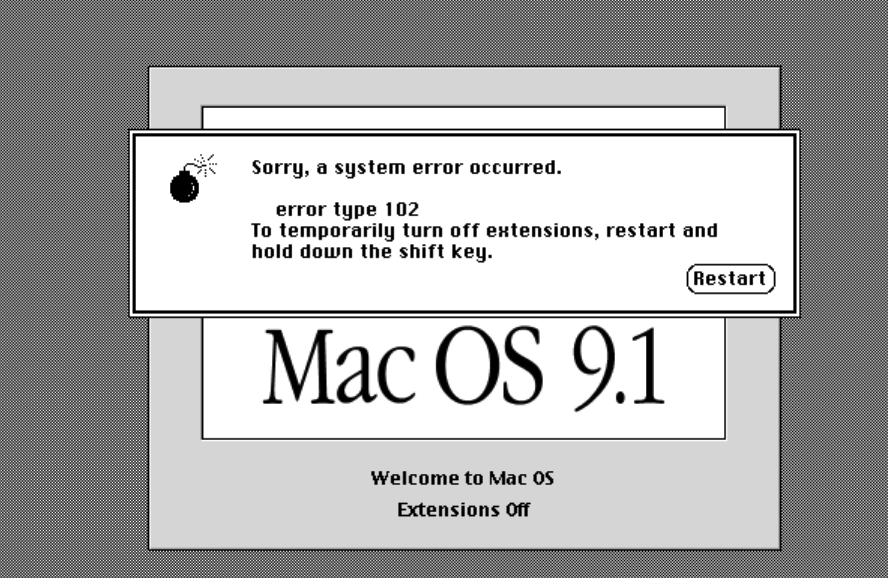 Sorry, a system error occurred.
error type 102
To temporarily turn off extensions, restart and
hold down the shift key.
Restart
Mac OS 9.1
Welcome to Mac OS
Extensions Off